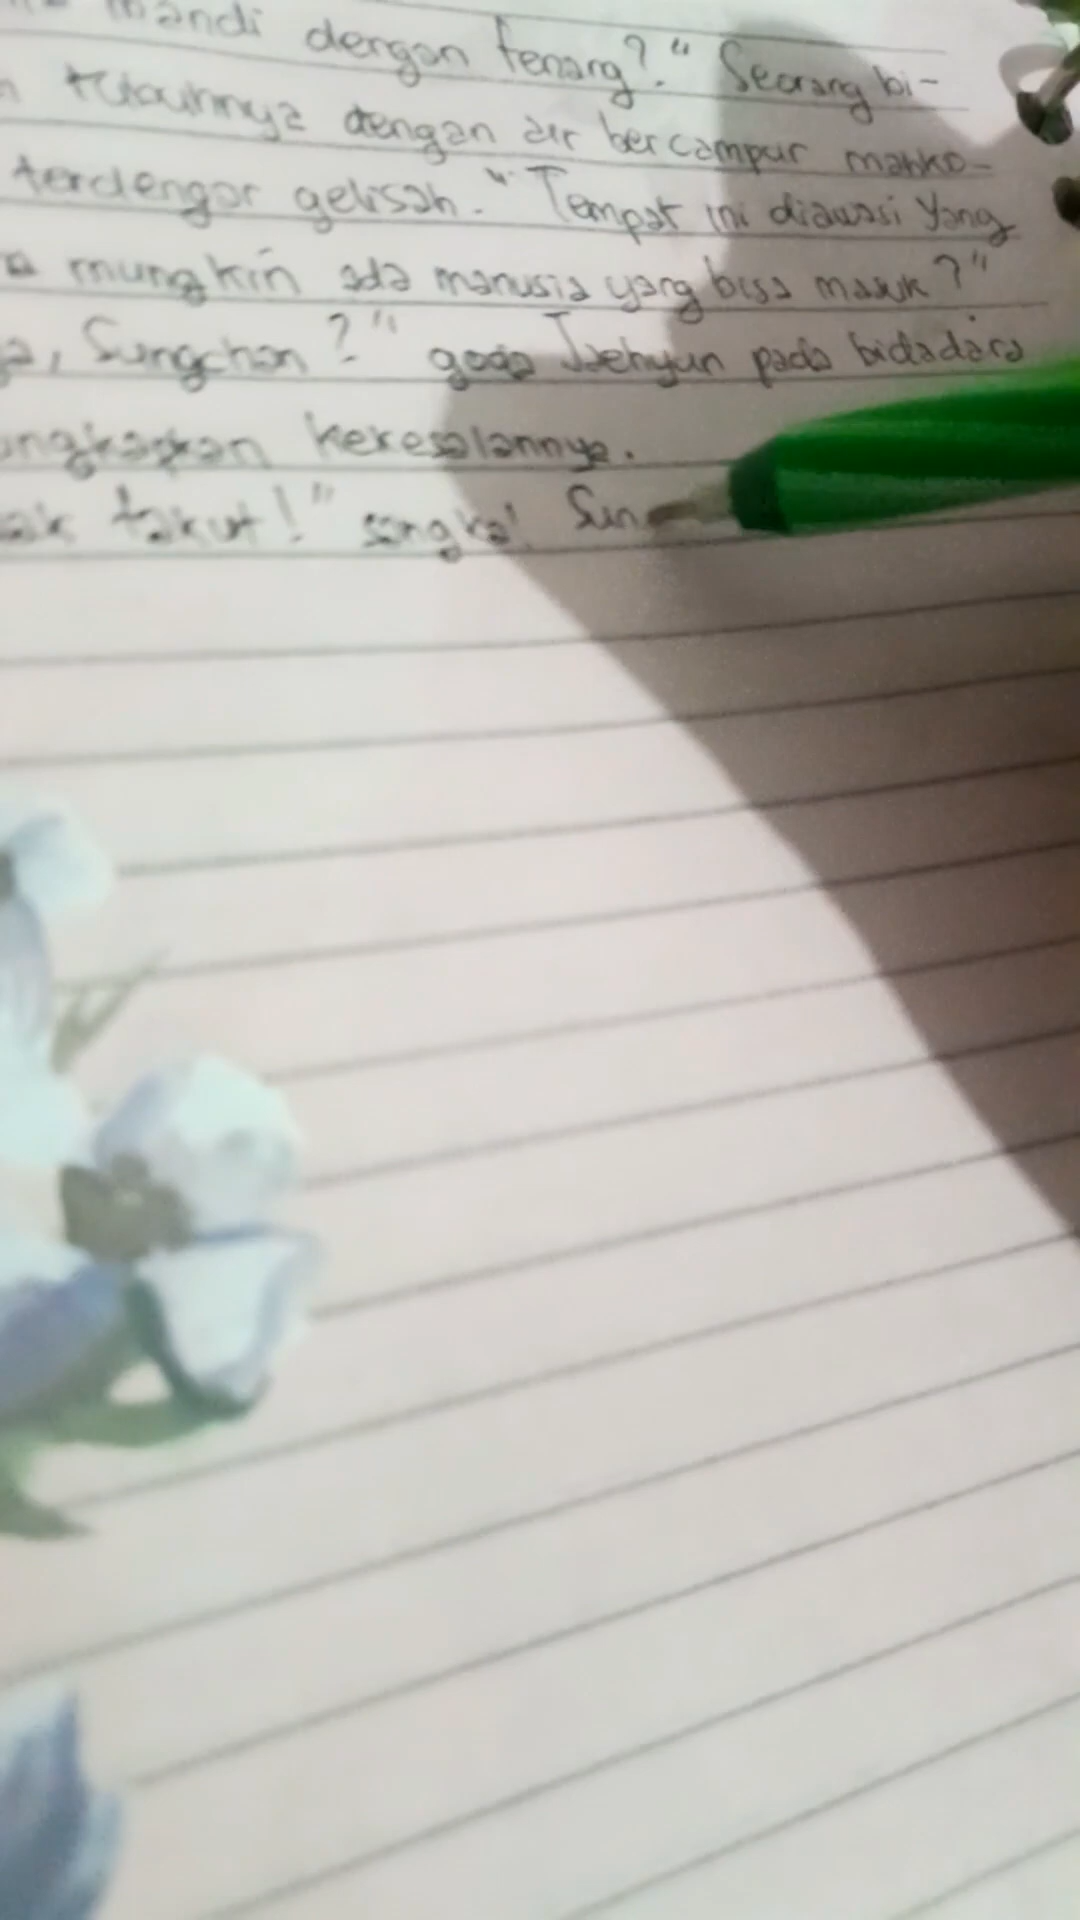 mandi dengan tenang?." Seorang bi-
dengan air bercampur mahko-
terdengar gelisah. "Tempat ini diawasi yang
mungkin ada manusia yang bisa masuk?"
Sungchan?" goda Jaehyun pada bidadara
ungkapkan kekesalannya.
takut!" sangkal Sun